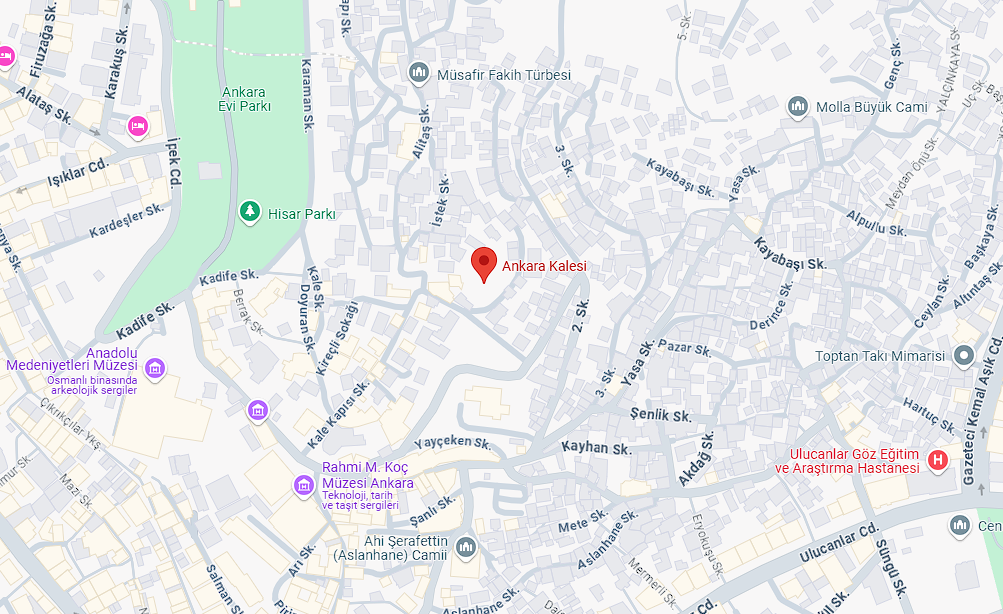 Firuzağa Sk.
Karakuş Sk.
Alataş Sk.
Işıklar Cd.
İpek Cd.
Kardeşler Sk.
Ankara
Evi Parkı
Karaman Sk.
Hisar Parkı
Kadife Sk.
Kadife Sk.
Berrak Sk.
Kale Sk.
Doyuran Sk.
Kireçli Sokağı
Kale Kapısı Sk.
Müsafir Fakih Türbesi
Alitaş Sk.
İstek Sk.
Ankara Kalesi
5. Sk.
3. Sk.
2. Sk.
3. Sk.
Molla Büyük Cami
Genç Sk.
YALÇINKAYA Sk.
Uç Sk.
Meydan Önü Sk.
Kayabaşı Sk.
Yasa Sk.
Alpullu Sk.
Kayabaşı Sk.
Başkaya Sk.
Altıntaş Sk.
Ceylan Sk.
Derince Sk.
Pazar Sk.
Yasa Sk.
Toptan Takı Mimarisi
Hartuç Sk.
Gazeteci Kemal Aşık Cd.
Anadolu
Medeniyetleri Müzesi
Osmanlı binasında
arkeolojik sergiler
Çıkrıkçılar Ykş.
Mazı Sk.
Rahmi M. Koç
Müzesi Ankara
Teknoloji, tarih
ve taşıt sergileri
Yayçeken Sk.
Kayhan Sk.
Şenlik Sk.
Akdağ Sk.
Ulucanlar Göz Eğitim
ve Araştırma Hastanesi
Şanlı Sk.
Ahi Şerafettin
(Aslanhane) Camii
Mete Sk.
Aslanhane Sk.
Eryokuşu Sk.
Mermerli Sk.
Ulucanlar Cd.
Süngü Sk.
Cen
Arı Sk.
Salman Sk.
Aslanhane Sk.